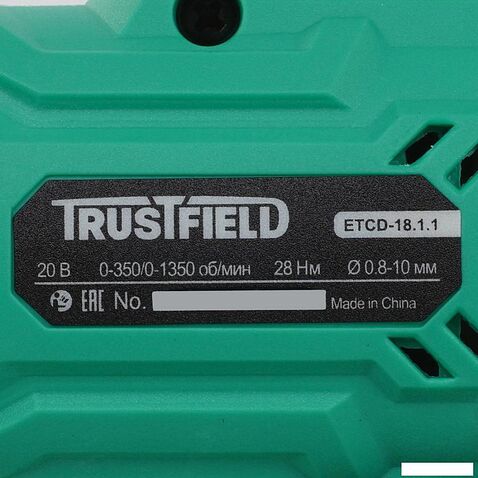 TRUSTFIELD
ETCD-18.1.1
20 В 0-350/0-1350 об/мин 28 Нм Ø 0.8-10 мм
EAC No. Made in China